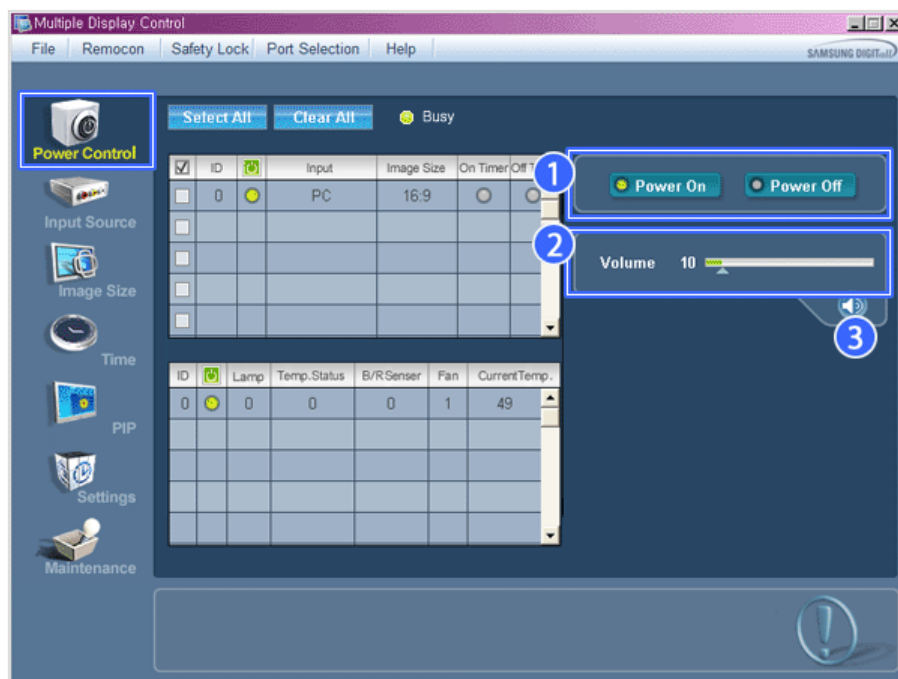 Multiple Display Control
File Remocon Safety Lock Port Selection Help
SAMSUNG DIGITall
Power Control
Input Source
Image Size
Time
PIP
Settings
Maintenance
Select All Clear All Busy
ID Input Image Size On Timer Off
0 PC 16:9
ID Lamp Temp.Status B/RSenser Fan CurrentTemp.
0 0 0 0 1 49
1
Power On Power Off
2
Volume 10
3